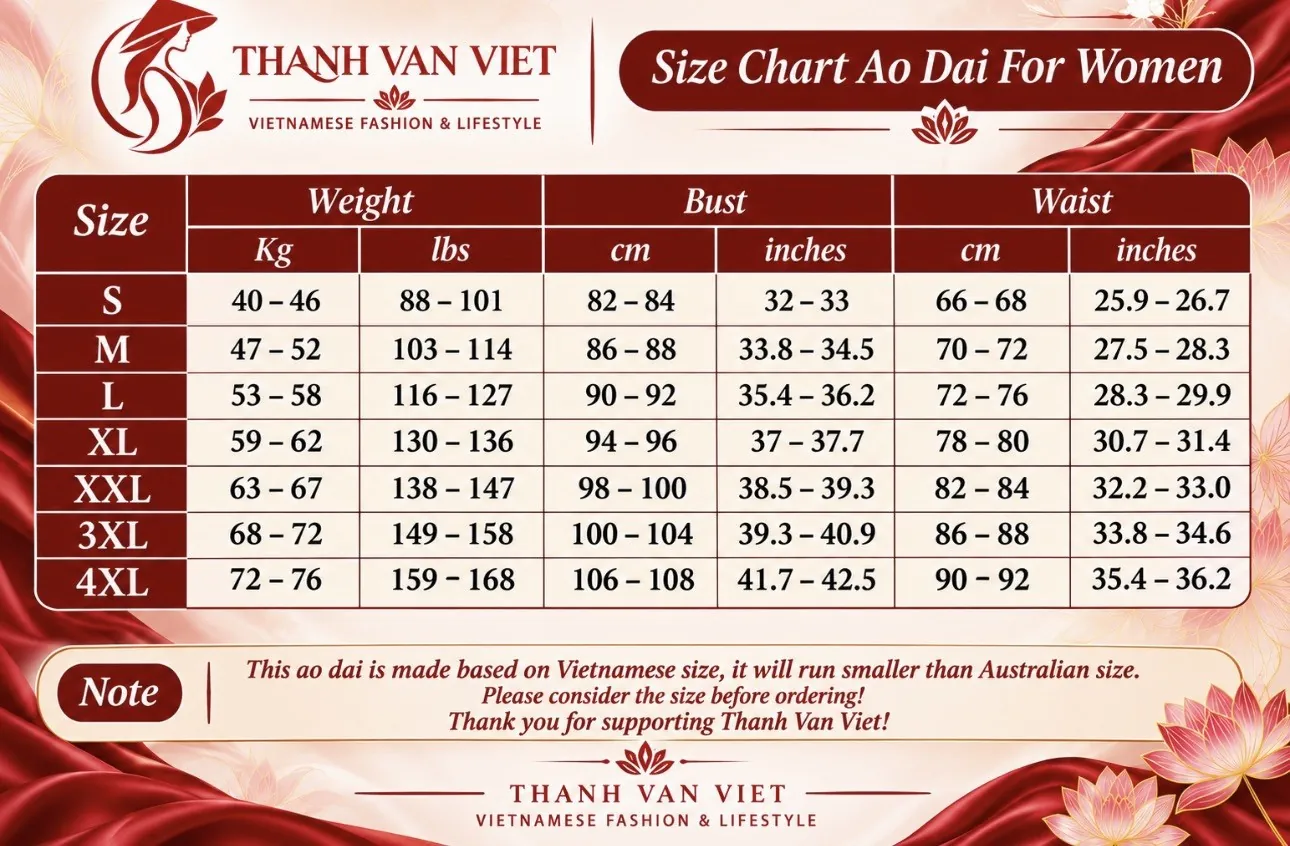 THANH VAN VIET
VIETNAMESE FASHION & LIFESTYLE
Size Chart Ao Dai For Women
Size Weight Bust Waist
Kg lbs cm inches cm inches
S 40 – 46 88 – 101 82 – 84 32 – 33 66 – 68 25.9 – 26.7
M 47 – 52 103 – 114 86 – 88 33.8 – 34.5 70 – 72 27.5 – 28.3
L 53 – 58 116 – 127 90 – 92 35.4 – 36.2 72 – 76 28.3 – 29.9
XL 59 – 62 130 – 136 94 – 96 37 – 37.7 78 – 80 30.7 – 31.4
XXL 63 – 67 138 – 147 98 – 100 38.5 – 39.3 82 – 84 32.2 – 33.0
3XL 68 – 72 149 – 158 100 – 104 39.3 – 40.9 86 – 88 33.8 – 34.6
4XL 72 – 76 159 – 168 106 – 108 41.7 – 42.5 90 – 92 35.4 – 36.2
Note
This ao dai is made based on Vietnamese size, it will run smaller than Australian size.
Please consider the size before ordering!
Thank you for supporting Thanh Van Viet!
THANH VAN VIET
VIETNAMESE FASHION & LIFESTYLE